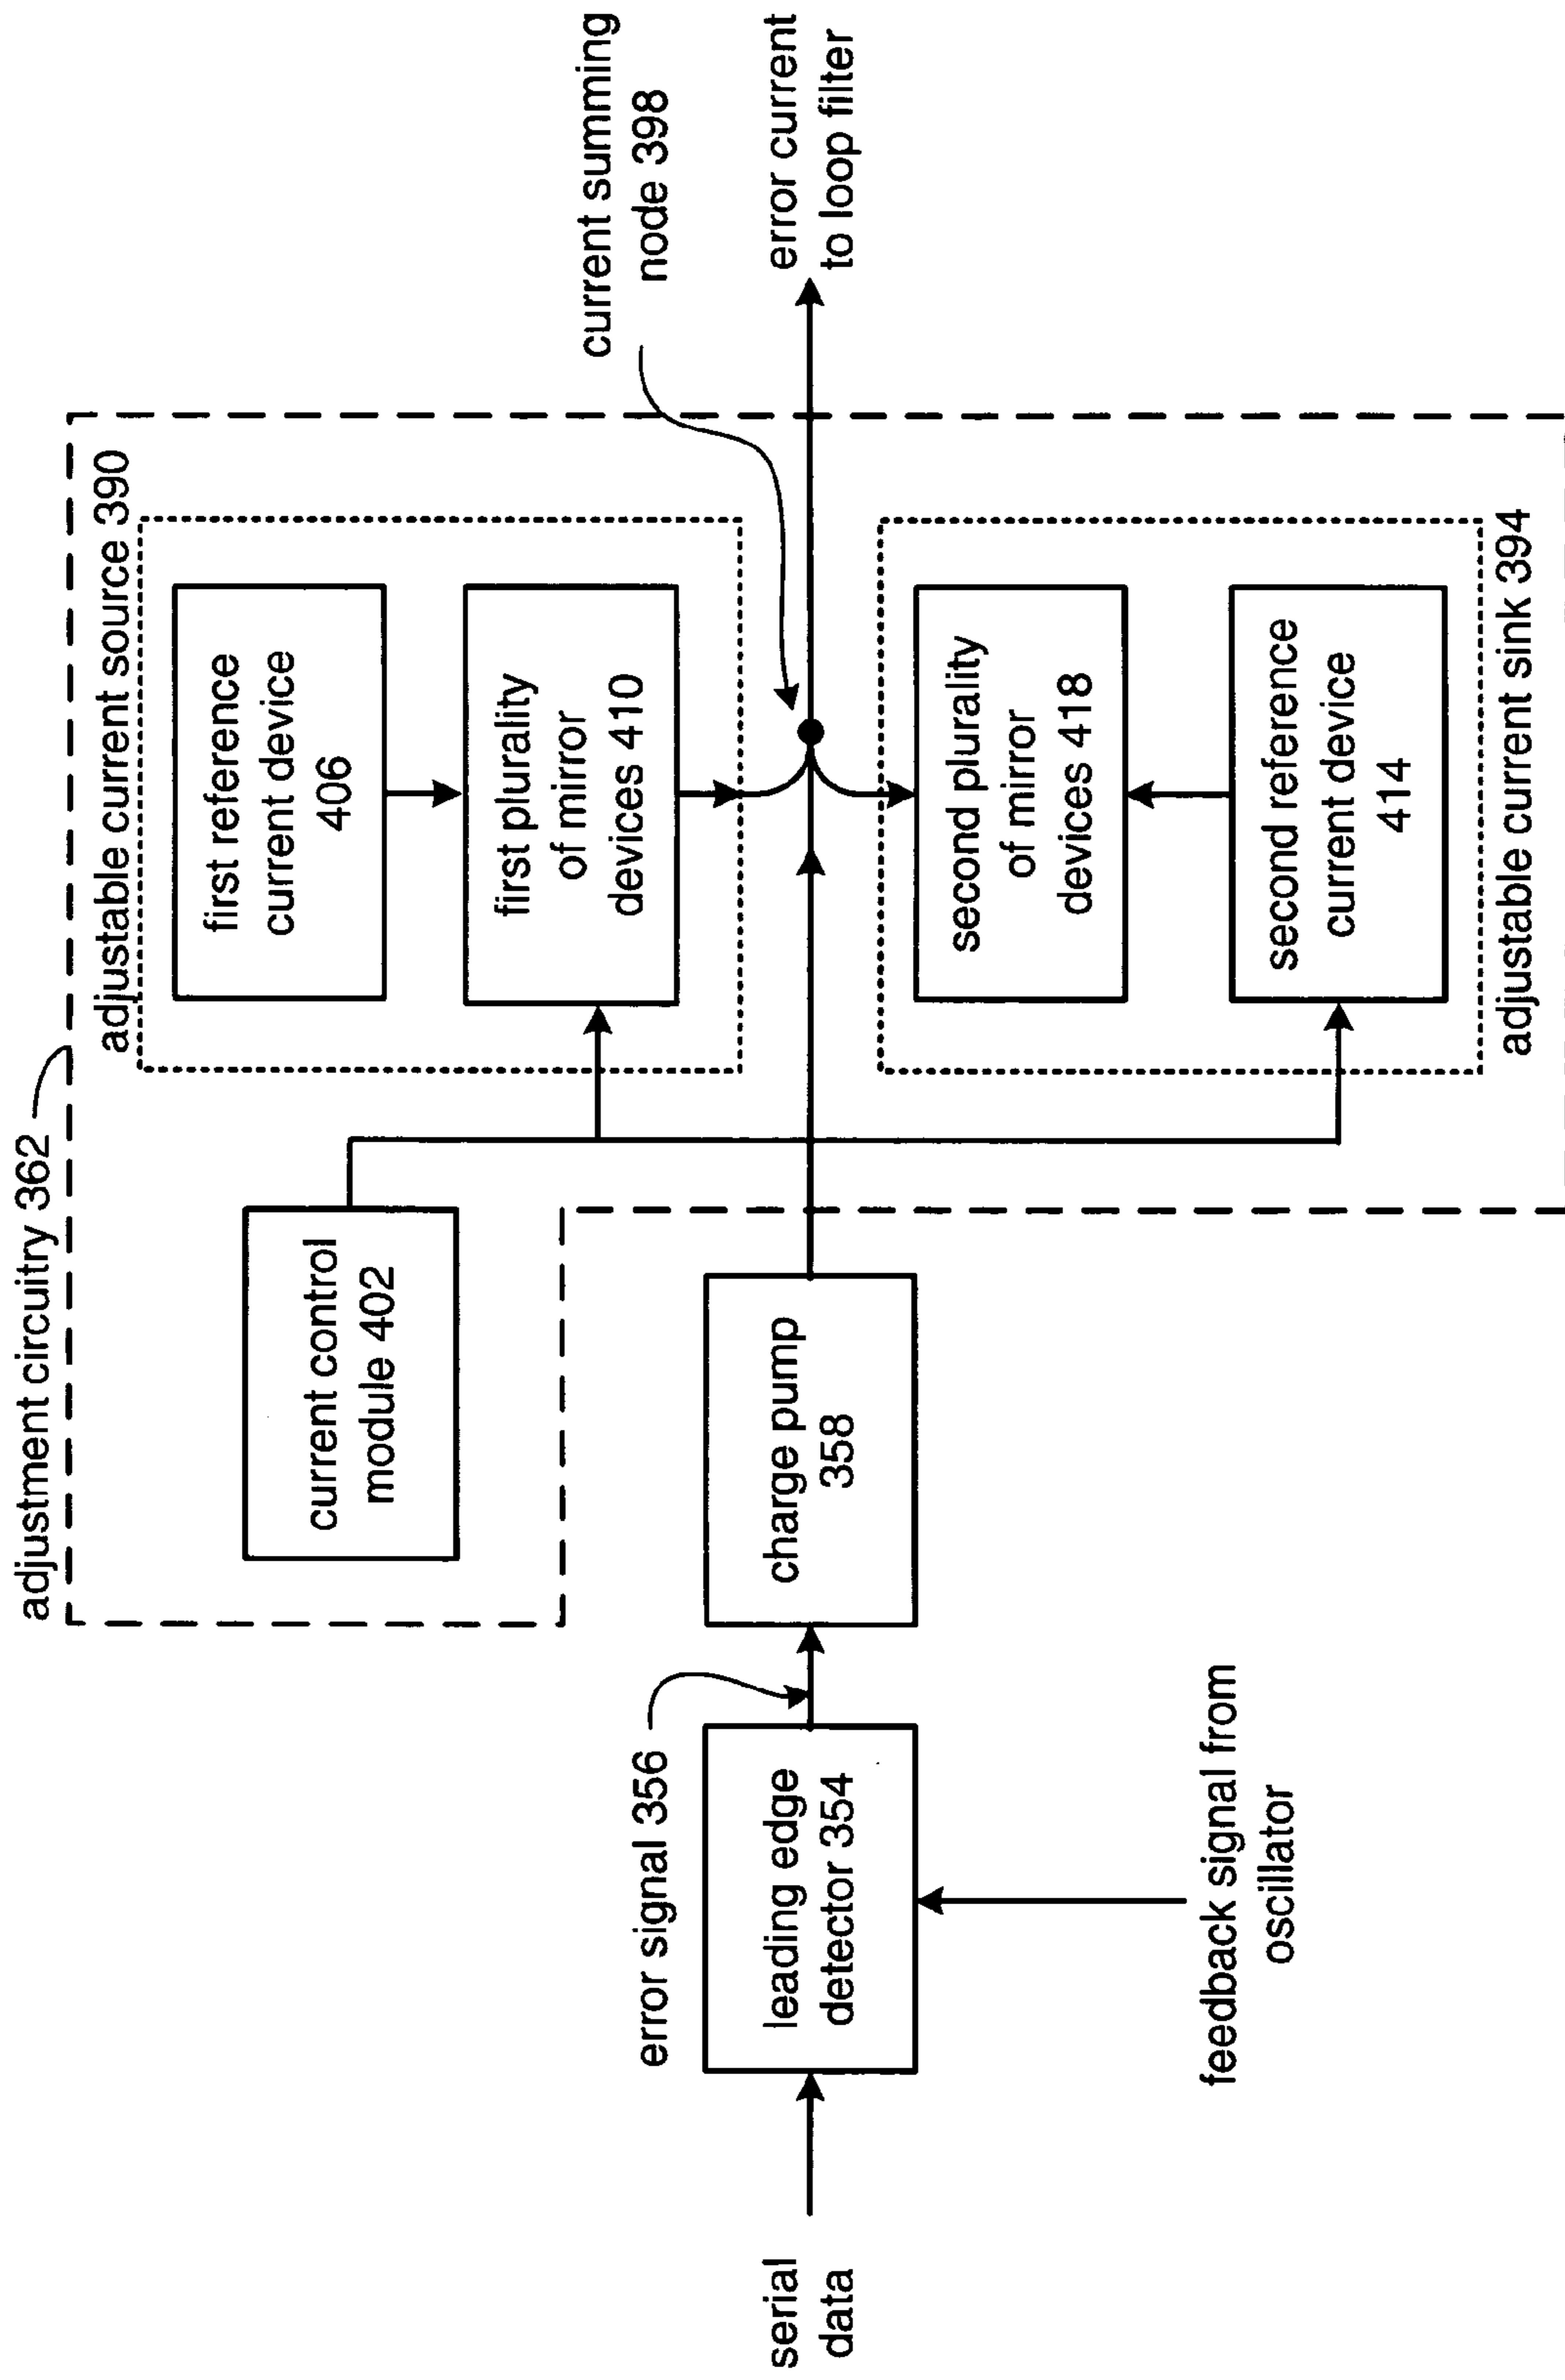 adjustment circuitry 362
adjustable current source 390
first reference
current device
406
first plurality
of mirror
devices 410
current control
module 402
current summing
node 398
error current
to loop filter
error signal 356
serial
data
leading edge
detector 354
charge pump
358
feedback signal from
oscillator
second plurality
of mirror
devices 418
second reference
current device
414
adjustable current sink 394